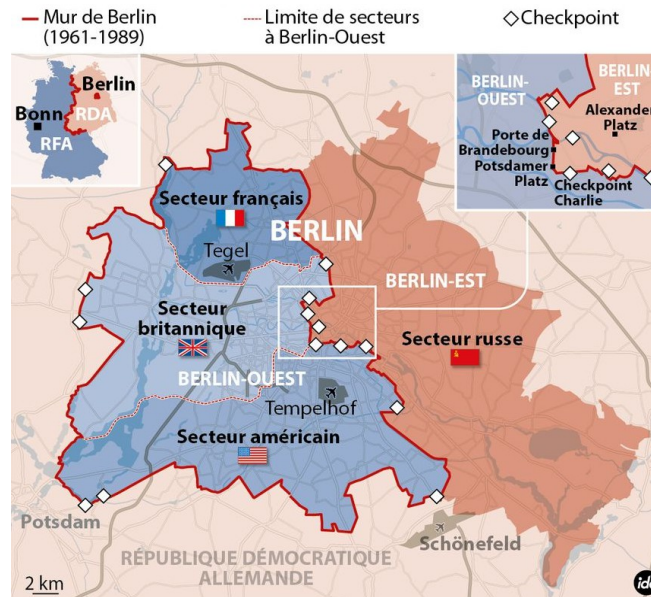 Mur de Berlin
(1961-1989)
Limite de secteurs
à Berlin-Ouest
Checkpoint
Berlin
Bonn
RDA
RFA
BERLIN-
OUEST
BERLIN-
EST
Alexander
Platz
Porte de
Brandebourg
Potsdamer
Platz
Checkpoint
Charlie
Secteur français
BERLIN
Tegel
BERLIN-EST
Secteur
britannique
Secteur russe
BERLIN-OUEST
Tempelhof
Secteur américain
Potsdam
Schönefeld
RÉPUBLIQUE DÉMOCRATIQUE
ALLEMANDE
2 km
idé